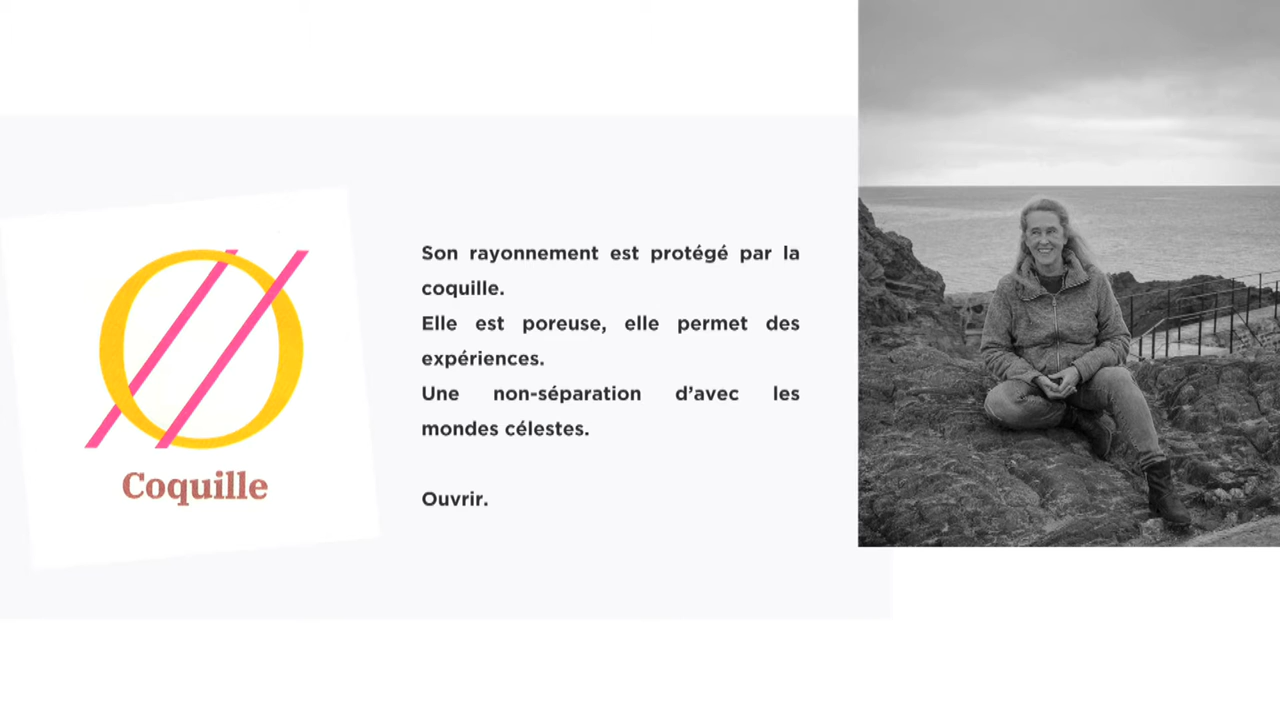 Coquille
Son rayonnement est protégé par la
coquille.
Elle est poreuse, elle permet des
expériences.
Une non-séparation d’avec les
mondes célestes.
Ouvrir.